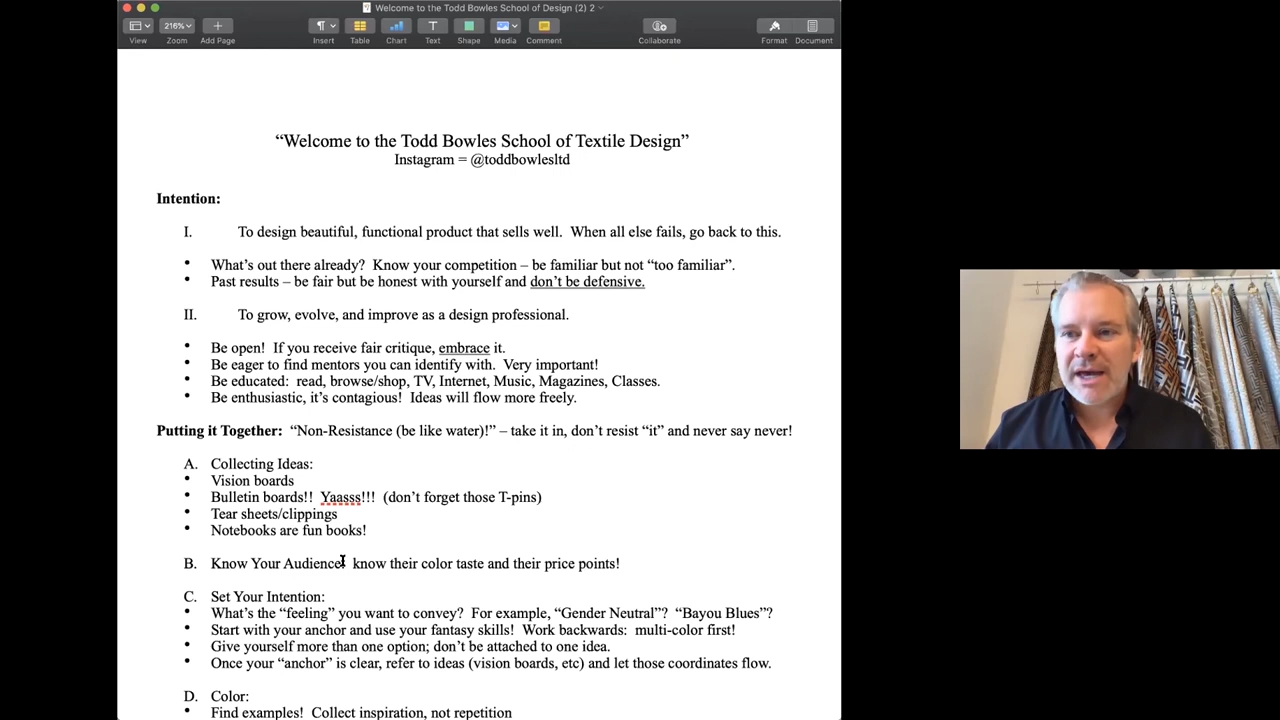 Welcome to the Todd Bowles School of Design (2) 2
216%
View
Zoom
Add Page
Insert
Table
Chart
Text
Shape
Media
Comment
Collaborate
Format
Document
“Welcome to the Todd Bowles School of Textile Design”
Instagram = @toddbowlesltd
Intention:
I. To design beautiful, functional product that sells well. When all else fails, go back to this.
• What’s out there already? Know your competition – be familiar but not “too familiar”.
• Past results – be fair but be honest with yourself and don’t be defensive.
II. To grow, evolve, and improve as a design professional.
• Be open! If you receive fair critique, embrace it.
• Be eager to find mentors you can identify with. Very important!
• Be educated: read, browse/shop, TV, Internet, Music, Magazines, Classes.
• Be enthusiastic, it’s contagious! Ideas will flow more freely.
Putting it Together: “Non-Resistance (be like water)!” – take it in, don’t resist “it” and never say never!
A. Collecting Ideas:
• Vision boards
• Bulletin boards!! Yaasss!!! (don’t forget those T-pins)
• Tear sheets/clippings
• Notebooks are fun books!
B. Know Your Audience know their color taste and their price points!
C. Set Your Intention:
• What’s the “feeling” you want to convey? For example, “Gender Neutral”? “Bayou Blues”?
• Start with your anchor and use your fantasy skills! Work backwards: multi-color first!
• Give yourself more than one option; don’t be attached to one idea.
• Once your “anchor” is clear, refer to ideas (vision boards, etc) and let those coordinates flow.
D. Color:
• Find examples! Collect inspiration, not repetition